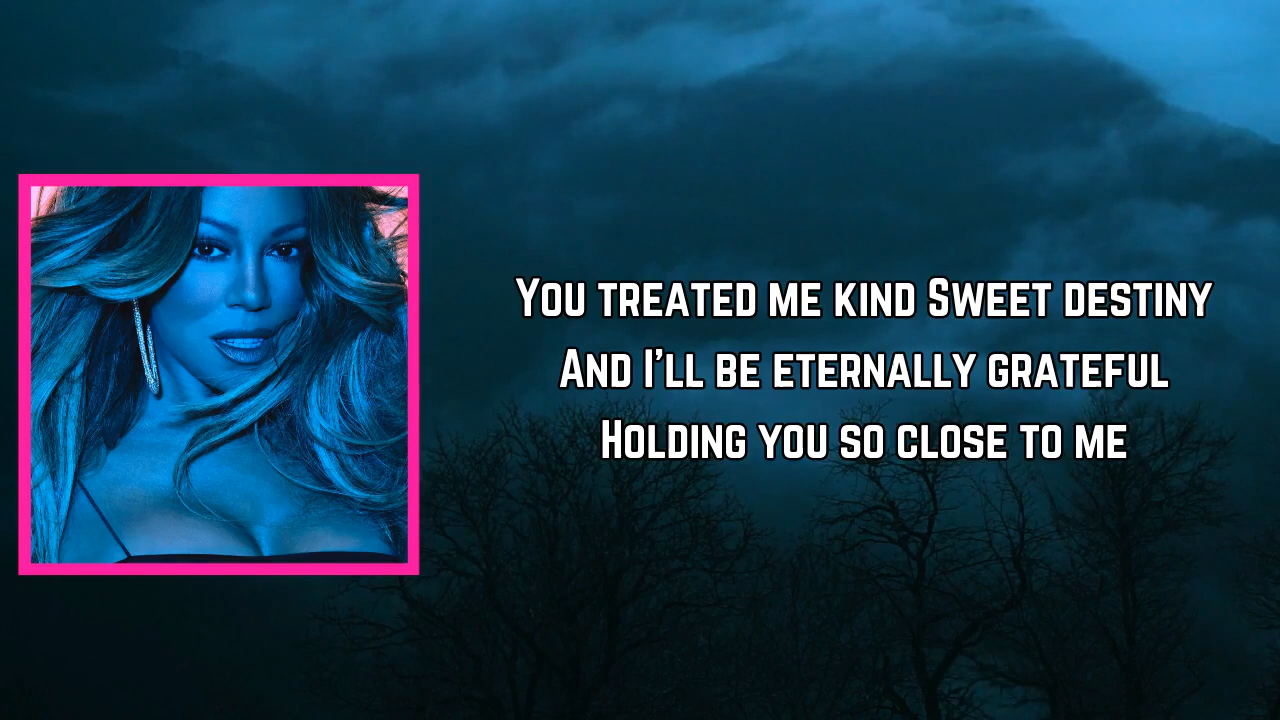 You treated me kind Sweet destiny
And I’ll be eternally grateful
Holding you so close to me